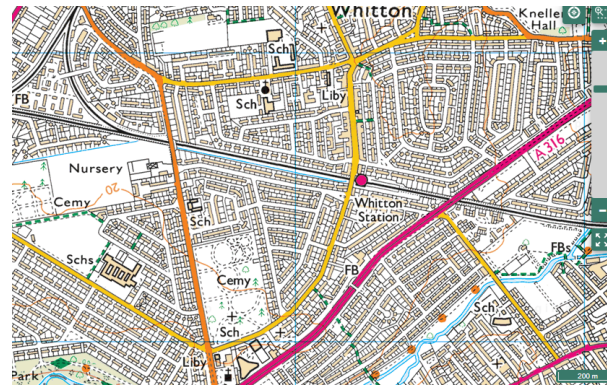 Whitton
Kneller
Hall
Sch
Sch
Liby
FB
A 316
Nursery
20
Cemy
Sch
Whitton
Station
Schs
Cemy
FB
FBs
Sch
Sch
Liby
Park
200 m